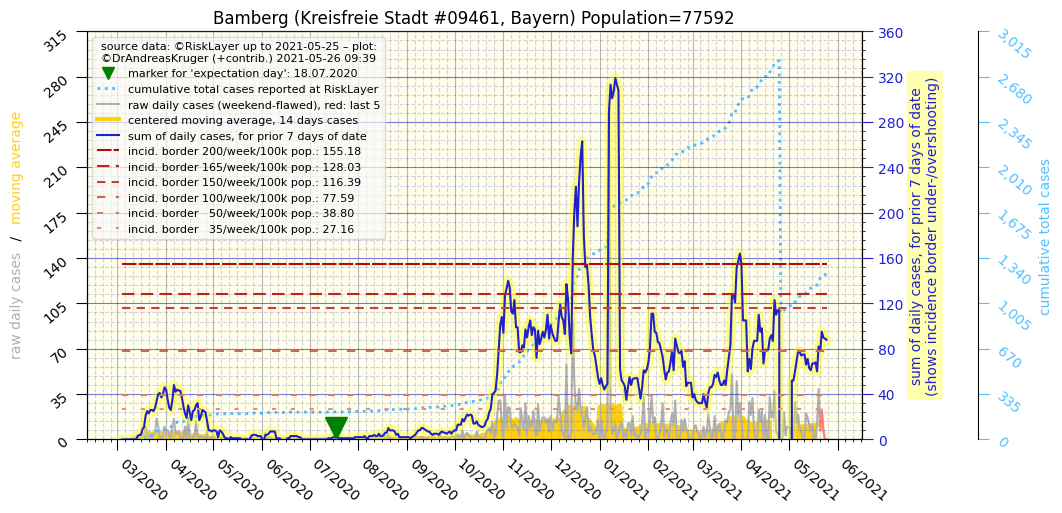 Bamberg (Kreisfreie Stadt #09461, Bayern) Population=77592
source data: ©RiskLayer up to 2021-05-25 – plot:
©DrAndreasKruger (+contrib.) 2021-05-26 09:39
marker for 'expectation day': 18.07.2020
cumulative total cases reported at RiskLayer
raw daily cases (weekend-flawed), red: last 5
centered moving average, 14 days cases
sum of daily cases, for prior 7 days of date
incid. border 200/week/100k pop.: 155.18
incid. border 165/week/100k pop.: 128.03
incid. border 150/week/100k pop.: 116.39
incid. border 100/week/100k pop.: 77.59
incid. border 50/week/100k pop.: 38.80
incid. border 35/week/100k pop.: 27.16
raw daily cases / moving average
315
280
245
210
175
140
105
70
35
0
360
320
280
240
200
160
120
80
40
0
sum of daily cases, for prior 7 days of date
(shows incidence border under-/overshooting)
3,015
2,680
2,345
2,010
1,675
1,340
1,005
670
335
0
cumulative total cases
03/2020
04/2020
05/2020
06/2020
07/2020
08/2020
09/2020
10/2020
11/2020
12/2020
01/2021
02/2021
03/2021
04/2021
05/2021
06/2021